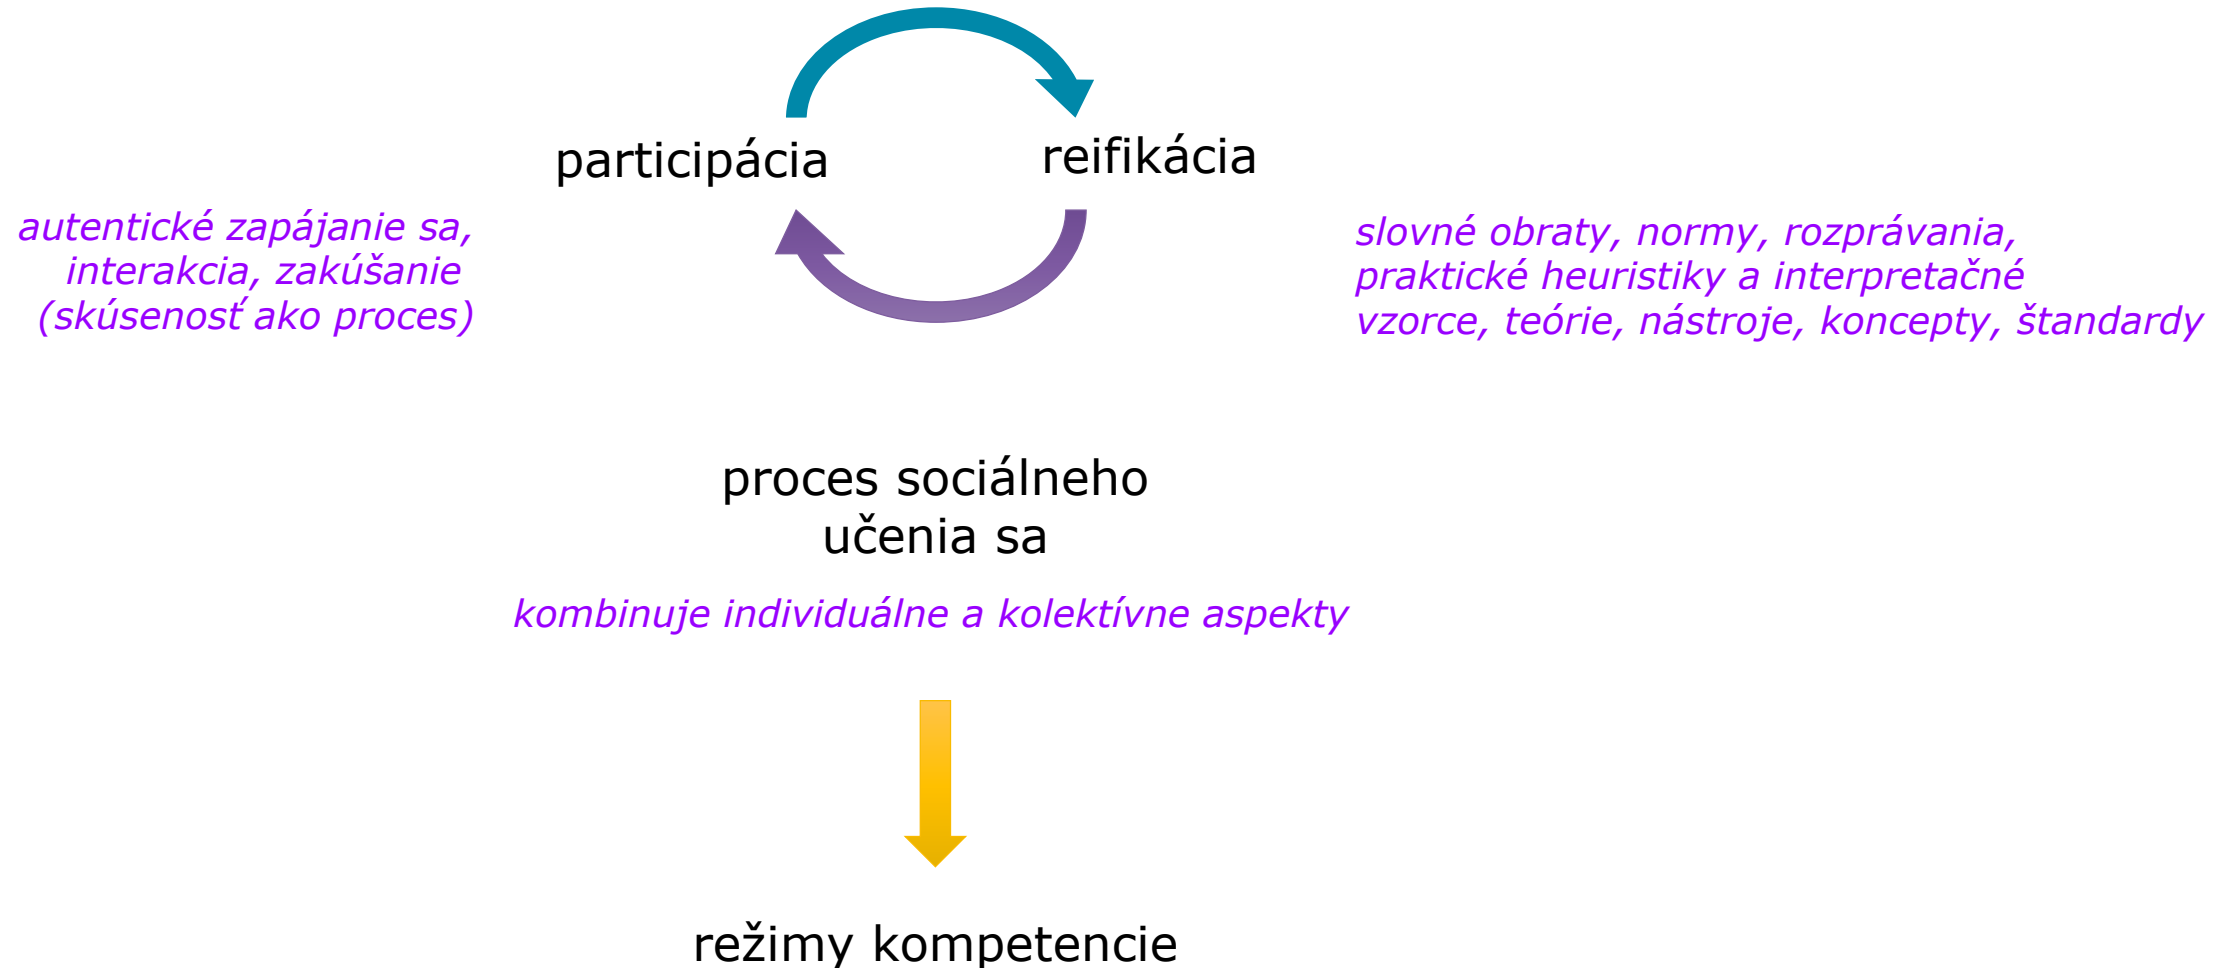 participácia
reifikácia
autentické zapájanie sa,
interakcia, zakúšanie
(skúsenosť ako proces)
slovné obraty, normy, rozprávania,
praktické heuristiky a interpretačné
vzorce, teórie, nástroje, koncepty, štandardy
proces sociálneho
učenia sa
kombinuje individuálne a kolektívne aspekty
režimy kompetencie